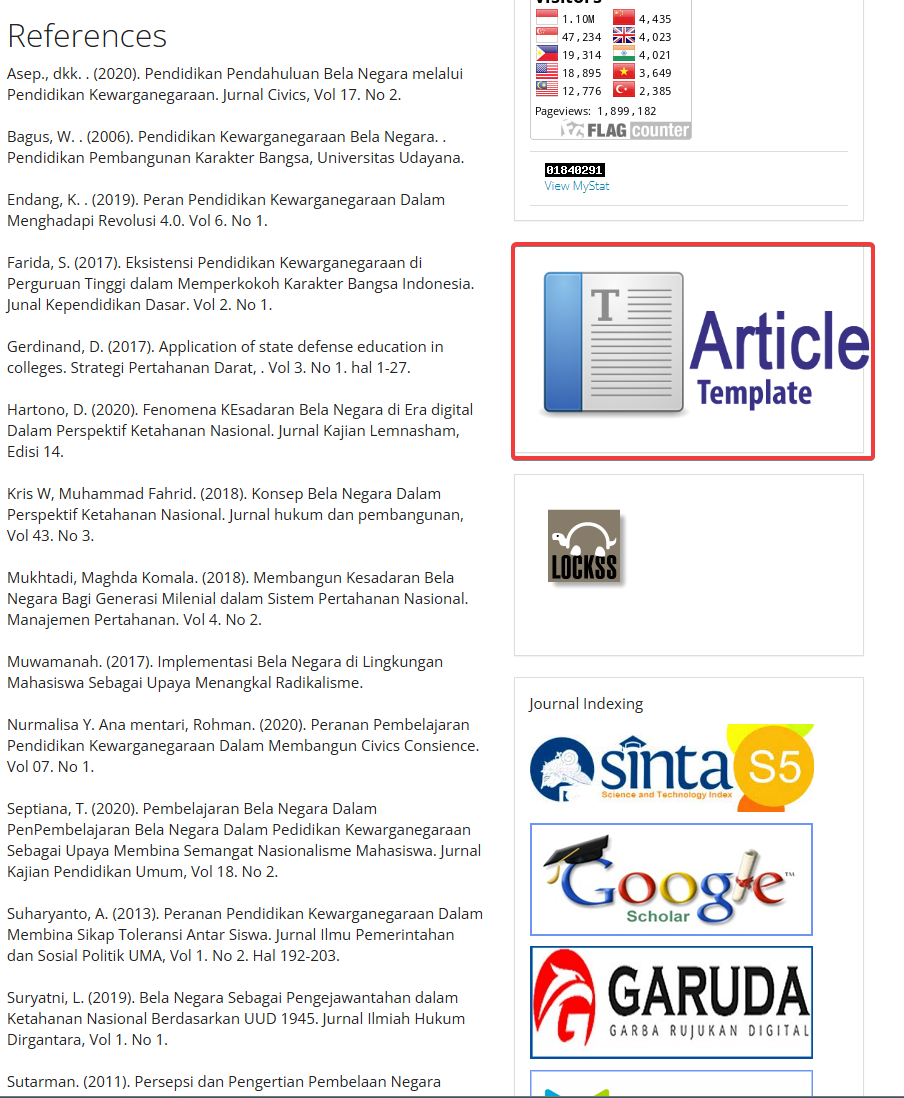 References
Asep., dkk. . (2020). Pendidikan Pendahuluan Bela Negara melalui
Pendidikan Kewarganegaraan. Jurnal Civics, Vol 17. No 2.
Bagus, W. . (2006). Pendidikan Kewarganegaraan Bela Negara. .
Pendidikan Pembangunan Karakter Bangsa, Universitas Udayana.
Endang, K. . (2019). Peran Pendidikan Kewarganegaraan Dalam
Menghadapi Revolusi 4.0. Vol 6. No 1.
Farida, S. (2017). Eksistensi Pendidikan Kewarganegaraan di
Perguruan Tinggi dalam Memperkokoh Karakter Bangsa Indonesia.
Junal Kependidikan Dasar. Vol 2. No 1.
Gerdinand, D. (2017). Application of state defense education in
colleges. Strategi Pertahanan Darat, . Vol 3. No 1. hal 1-27.
Hartono, D. (2020). Fenomena KEsadaran Bela Negara di Era digital
Dalam Perspektif Ketahanan Nasional. Jurnal Kajian Lemnasham,
Edisi 14.
Kris W, Muhammad Fahrid. (2018). Konsep Bela Negara Dalam
Perspektif Ketahanan Nasional. Jurnal hukum dan pembangunan,
Vol 43. No 3.
Mukhtadi, Maghda Komala. (2018). Membangun Kesadaran Bela
Negara Bagi Generasi Milenial dalam Sistem Pertahanan Nasional.
Manajemen Pertahanan. Vol 4. No 2.
Muwamanah. (2017). Implementasi Bela Negara di Lingkungan
Mahasiswa Sebagai Upaya Menangkal Radikalisme.
Nurmalisa Y. Ana mentari, Rohman. (2020). Peranan Pembelajaran
Pendidikan Kewarganegaraan Dalam Membangun Civics Consience.
Vol 07. No 1.
Septiana, T. (2020). Pembelajaran Bela Negara Dalam
PenPembelajaran Bela Negara Dalam Pedidikan Kewarganegaraan
Sebagai Upaya Membina Semangat Nasionalisme Mahasiswa. Jurnal
Kajian Pendidikan Umum, Vol 18. No 2.
Suharyanto, A. (2013). Peranan Pendidikan Kewarganegaraan Dalam
Membina Sikap Toleransi Antar Siswa. Jurnal Ilmu Pemerintahan
dan Sosial Politik UMA, Vol 1. No 2. Hal 192-203.
Suryatni, L. (2019). Bela Negara Sebagai Pengejawantahan dalam
Ketahanan Nasional Berdasarkan UUD 1945. Jurnal Ilmiah Hukum
Dirgantara, Vol 1. No 1.
Sutarman. (2011). Persepsi dan Pengertian Pembelaan Negara
Visitors
1.10M 4,435
47,234 4,023
19,314 4,021
18,895 3,649
12,776 2,385
Pageviews: 1,899,182
FLAG counter
01840291
View MyStat
T
Article
Template
LOCKSS
Journal Indexing
sinta S5
Science and Technology Index
Google
Scholar
TM
GARUDA
GARBA RUJUKAN DIGITAL